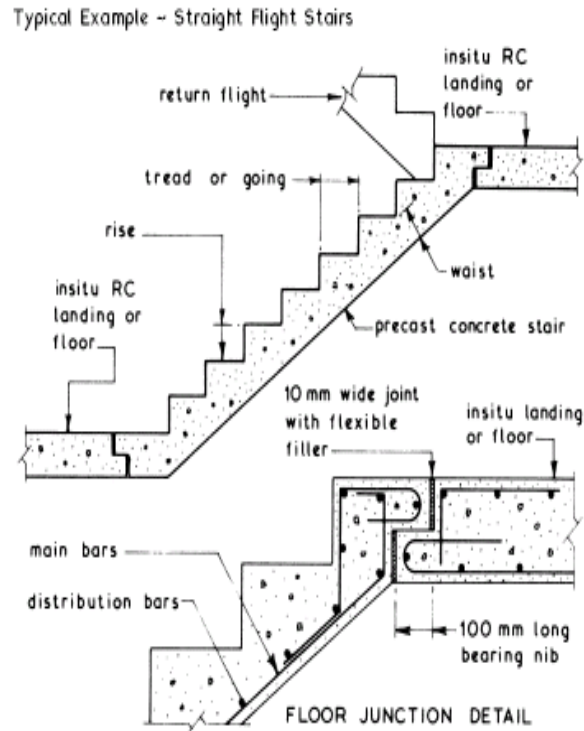 Typical Example ~ Straight Flight Stairs
insitu RC
landing or
floor
return flight
tread or going
rise
waist
insitu RC
landing or
floor
precast concrete stair
10 mm wide joint
with flexible
filler
insitu landing
or floor
main bars
distribution bars
100 mm long
bearing nib
FLOOR JUNCTION DETAIL